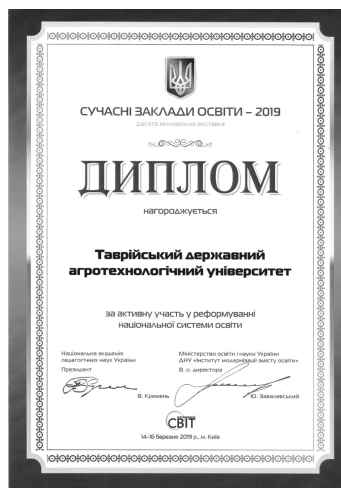 СУЧАСНІ ЗАКЛАДИ ОСВІТИ – 2019
Десята міжнародна виставка
ДИПЛОМ
нагороджується
Таврійський державний
агротехнологічний університет
за активну участь у реформуванні
національної системи освіти
Національна академія
педагогічних наук України
Президент
В. Кремень
Міністерство освіти і науки України
ДНУ «Інститут модернізації змісту освіти»
В. о. директора
Ю. Завалевський
СВІТ
14–16 березня 2019 р., м. Київ